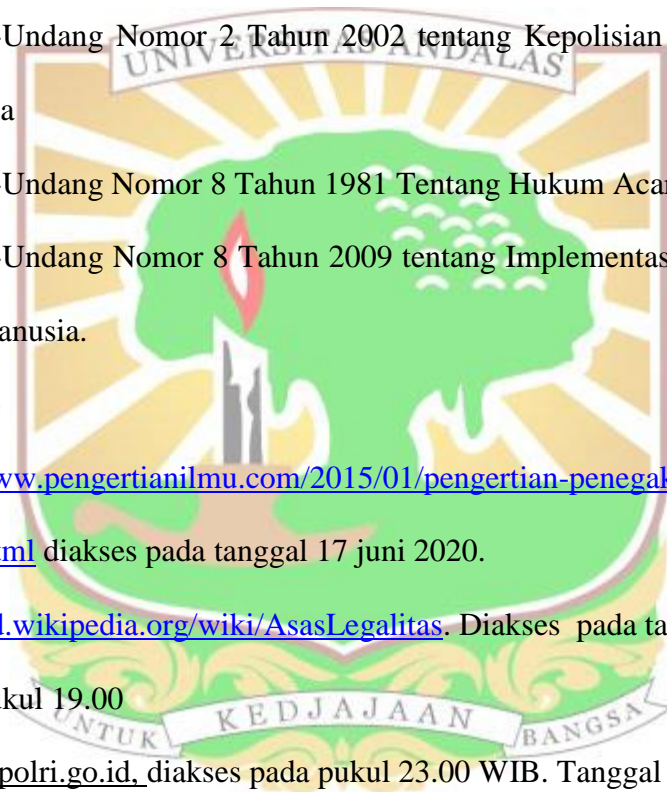 -Undang Nomor 2 Tahun 2002 tentang Kepolisian
UNIVERSITAS ANDALAS
a
-Undang Nomor 8 Tahun 1981 Tentang Hukum Aca
-Undang Nomor 8 Tahun 2009 tentang Implementas
anusia.
ww.pengertianilmu.com/2015/01/pengertian-penegak
tml diakses pada tanggal 17 juni 2020.
d.wikipedia.org/wiki/AsasLegalitas. Diakses pada ta
ukul 19.00
UNTUK KEDJAJAAN BANGSA
polri.go.id, diakses pada pukul 23.00 WIB. Tanggal